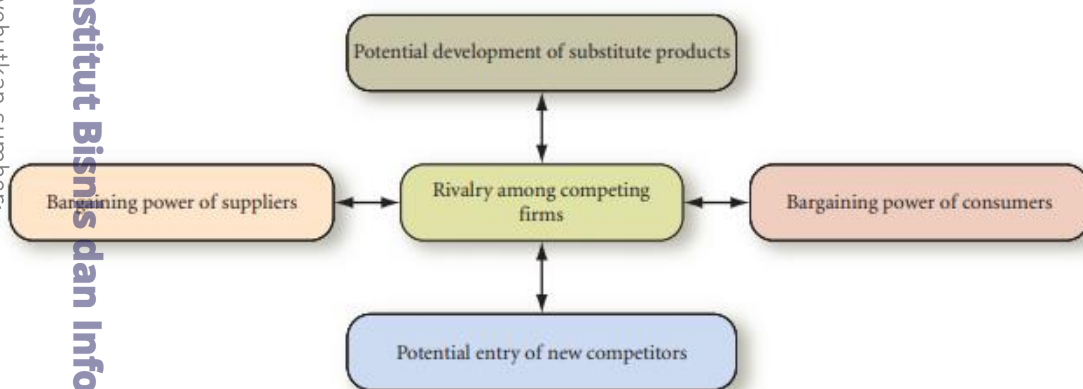 Potential development of substitute products
Bargaining power of suppliers
Rivalry among competing
firms
Bargaining power of consumers
Potential entry of new competitors
stitut Bisnis dan Info